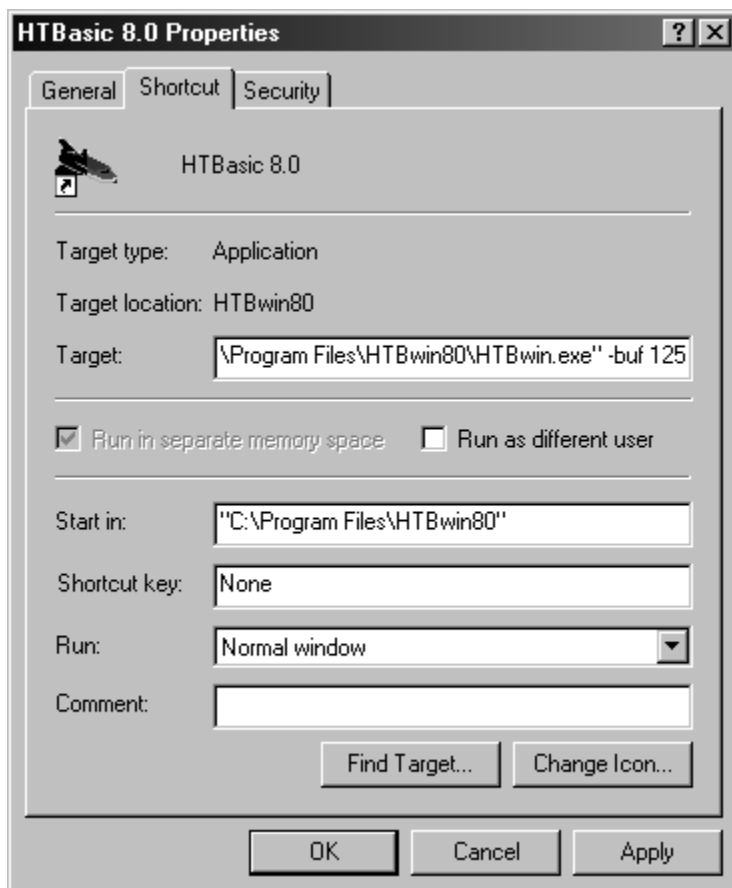 HTBasic 8.0 Properties
General Shortcut Security
HTBasic 8.0
Target type: Application
Target location: HTBwin80
Target: \Program Files\HTBwin80\HTBwin.exe" -buf 125
Run in separate memory space Run as different user
Start in: "C:\Program Files\HTBwin80"
Shortcut key: None
Run: Normal window
Comment:
Find Target... Change Icon...
OK Cancel Apply